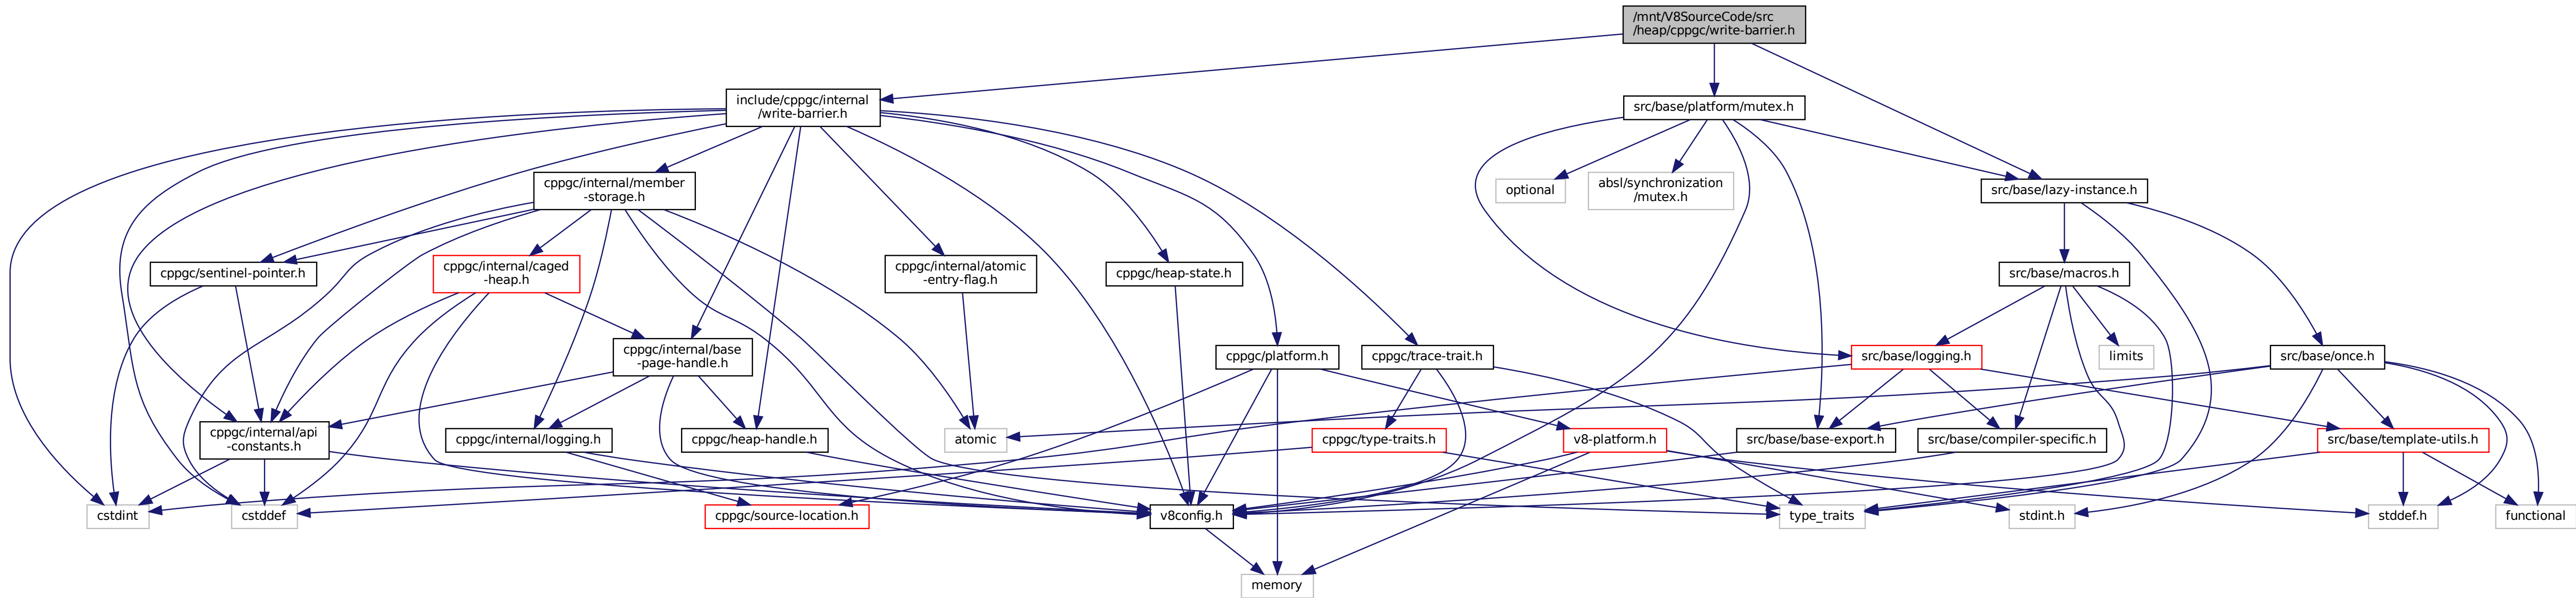 /mnt/V8SourceCode/src
/heap/cppgc/write-barrier.h
include/cppgc/internal
/write-barrier.h
src/base/platform/mutex.h
cppgc/internal/member
-storage.h
optional
absl/synchronization
/mutex.h
src/base/lazy-instance.h
cppgc/sentinel-pointer.h
cppgc/internal/caged
-heap.h
cppgc/internal/atomic
-entry-flag.h
cppgc/heap-state.h
src/base/macros.h
cppgc/internal/base
-page-handle.h
cppgc/platform.h
cppgc/trace-trait.h
src/base/logging.h
limits
src/base/once.h
cppgc/internal/api
-constants.h
cppgc/internal/logging.h
cppgc/heap-handle.h
atomic
cppgc/type-traits.h
v8-platform.h
src/base/base-export.h
src/base/compiler-specific.h
src/base/template-utils.h
cstdint
cstddef
cppgc/source-location.h
v8config.h
type_traits
stdint.h
stddef.h
functional
memory